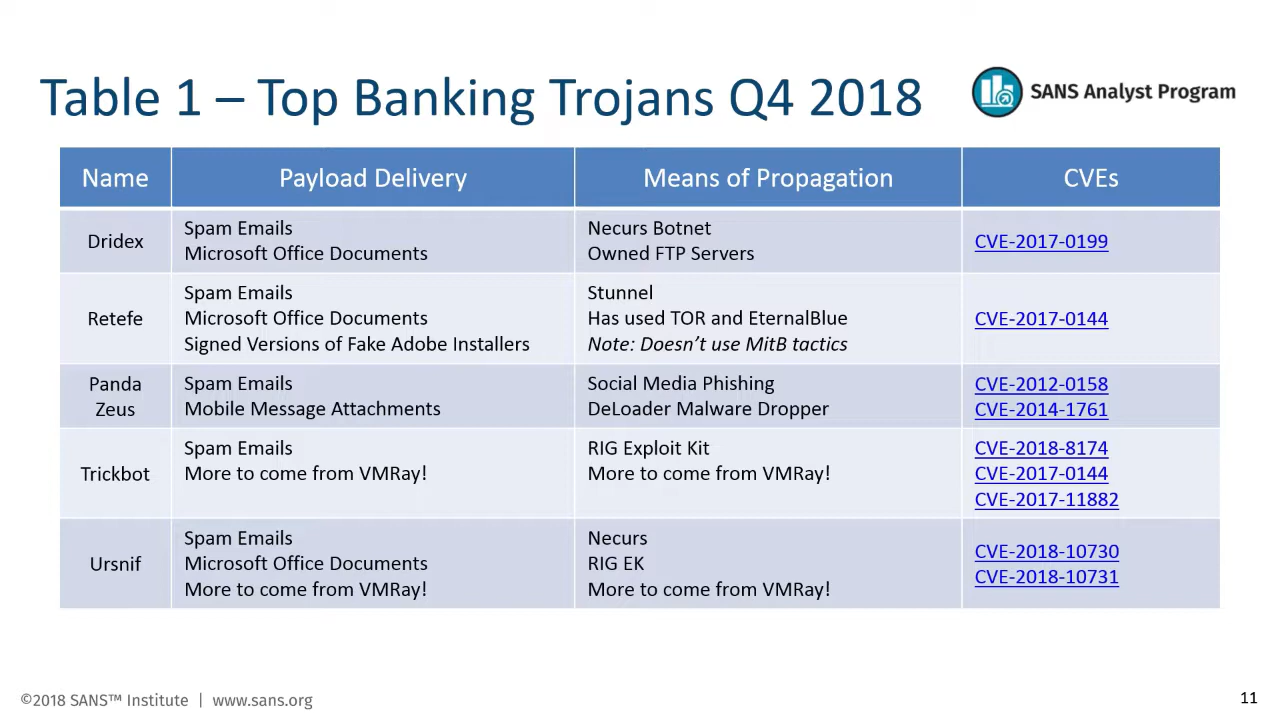 Table 1 – Top Banking Trojans Q4 2018
SANS Analyst Program
Name
Payload Delivery
Means of Propagation
CVEs
Dridex
Spam Emails
Microsoft Office Documents
Necurs Botnet
Owned FTP Servers
CVE-2017-0199
Retefe
Spam Emails
Microsoft Office Documents
Signed Versions of Fake Adobe Installers
Stunnel
Has used TOR and EternalBlue
Note: Doesn’t use MitB tactics
CVE-2017-0144
Panda
Zeus
Spam Emails
Mobile Message Attachments
Social Media Phishing
DeLoader Malware Dropper
CVE-2012-0158
CVE-2014-1761
Trickbot
Spam Emails
More to come from VMRay!
RIG Exploit Kit
More to come from VMRay!
CVE-2018-8174
CVE-2017-0144
CVE-2017-11882
Ursnif
Spam Emails
Microsoft Office Documents
More to come from VMRay!
Necurs
RIG EK
More to come from VMRay!
CVE-2018-10730
CVE-2018-10731
©2018 SANS™ Institute | www.sans.org
11